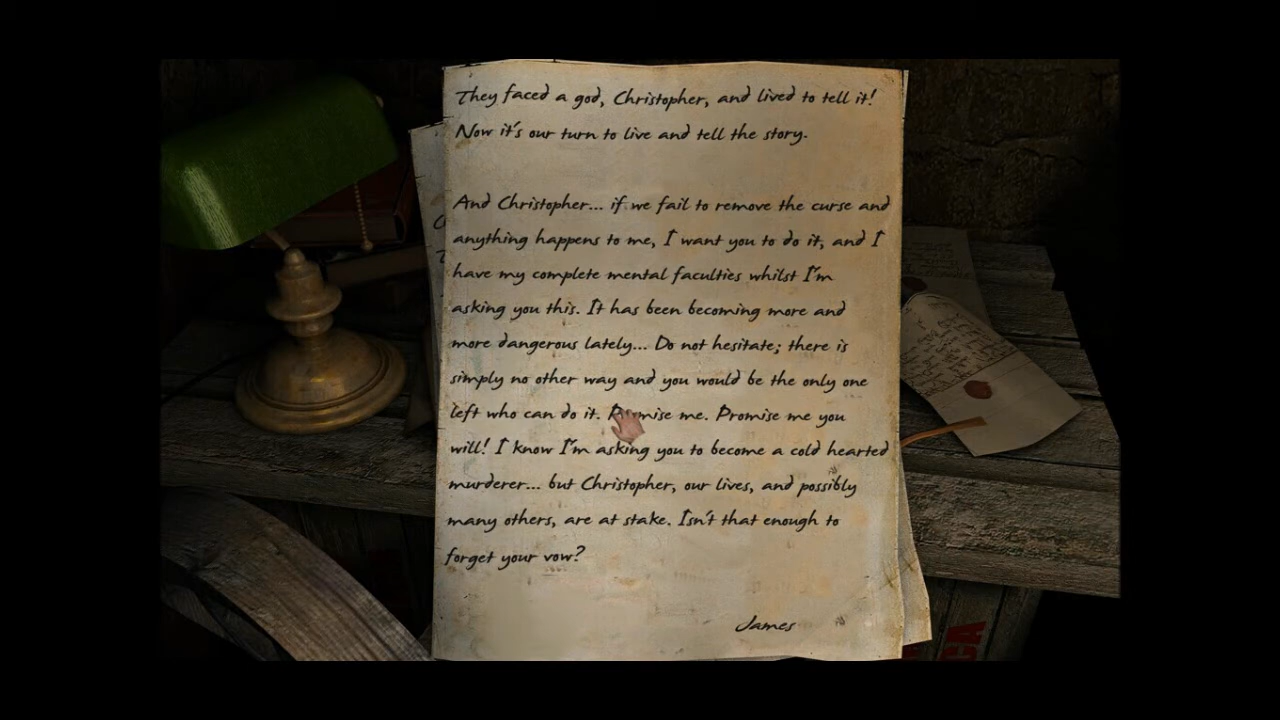 They faced a god, Christopher, and lived to tell it!
Now it's our turn to live and tell the story.
And Christopher... if we fail to remove the curse and
anything happens to me, I want you to do it, and I
have my complete mental faculties whilst I'm
asking you this. It has been becoming more and
more dangerous lately... Do not hesitate; there is
simply no other way and you would be the only one
left who can do it. Promise me. Promise me you
will! I know I'm asking you to become a cold hearted
murderer... but Christopher, our lives, and possibly
many others, are at stake. Isn't that enough to
forget your vow?
James